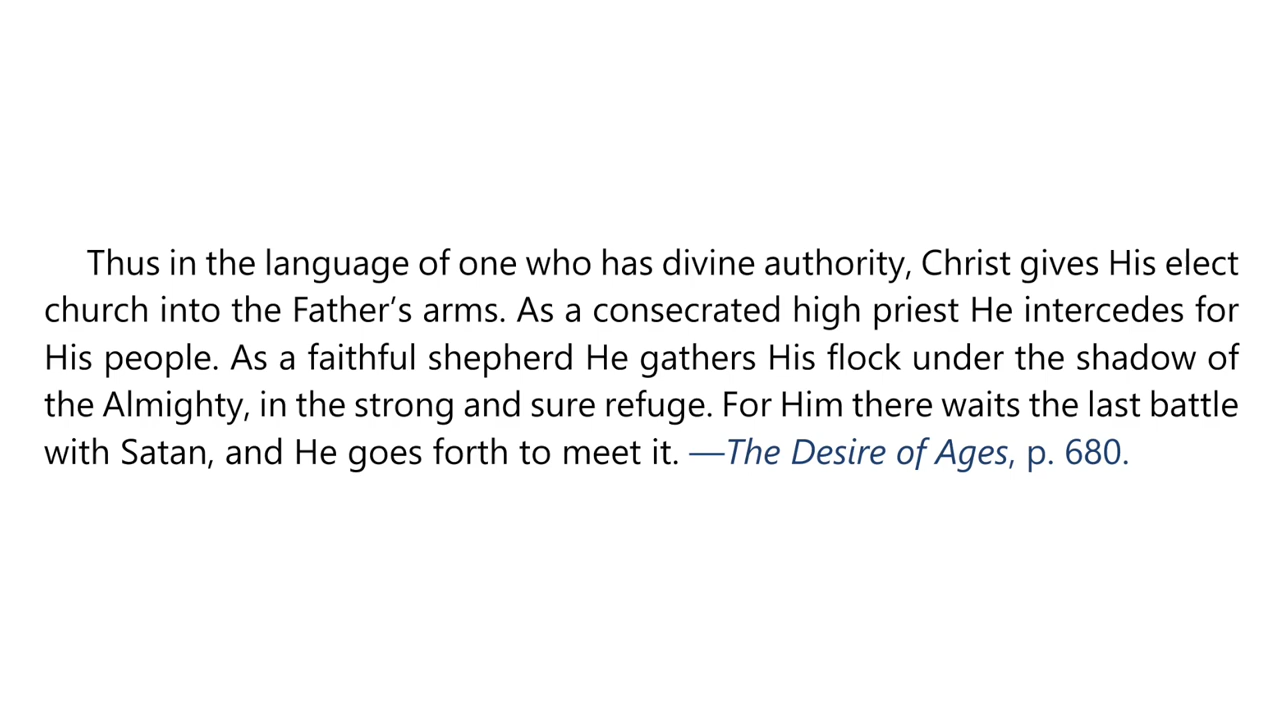 Thus in the language of one who has divine authority, Christ gives His elect
church into the Father’s arms. As a consecrated high priest He intercedes for
His people. As a faithful shepherd He gathers His flock under the shadow of
the Almighty, in the strong and sure refuge. For Him there waits the last battle
with Satan, and He goes forth to meet it. —The Desire of Ages, p. 680.